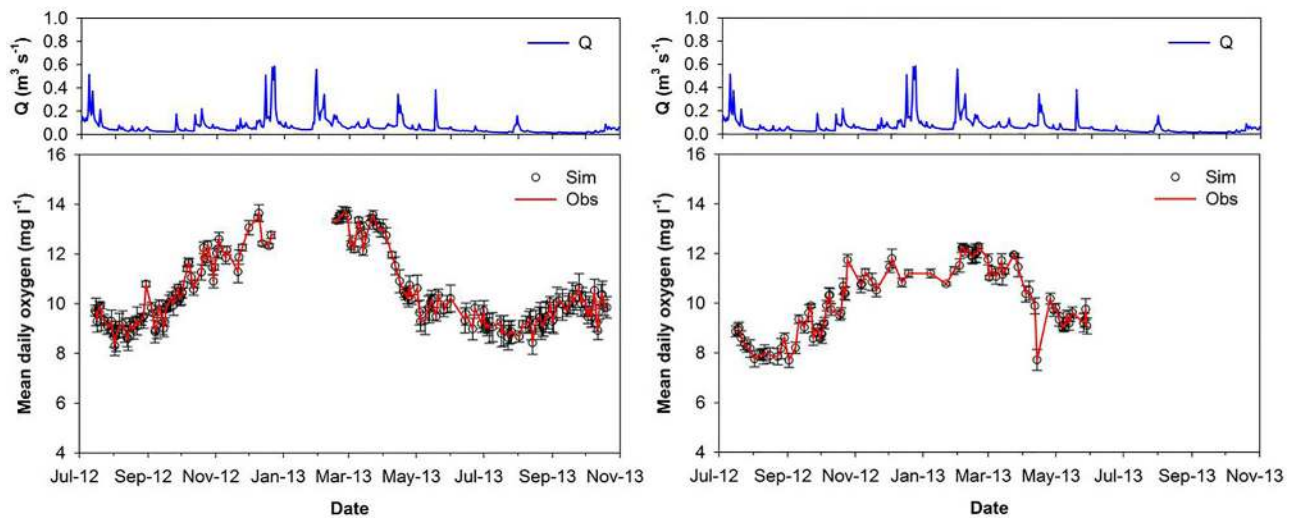 1.0
0.8
0.6
0.4
0.2
0.0
Q (m³ s⁻¹)
Q
16
14
12
10
8
6
4
Mean daily oxygen (mg l⁻¹)
Sim
Obs
Jul-12 Sep-12 Nov-12 Jan-13 Mar-13 May-13 Jul-13 Sep-13 Nov-13
Date
1.0
0.8
0.6
0.4
0.2
0.0
Q (m³ s⁻¹)
Q
16
14
12
10
8
6
4
Mean daily oxygen (mg l⁻¹)
Sim
Obs
Jul-12 Sep-12 Nov-12 Jan-13 Mar-13 May-13 Jul-13 Sep-13 Nov-13
Date